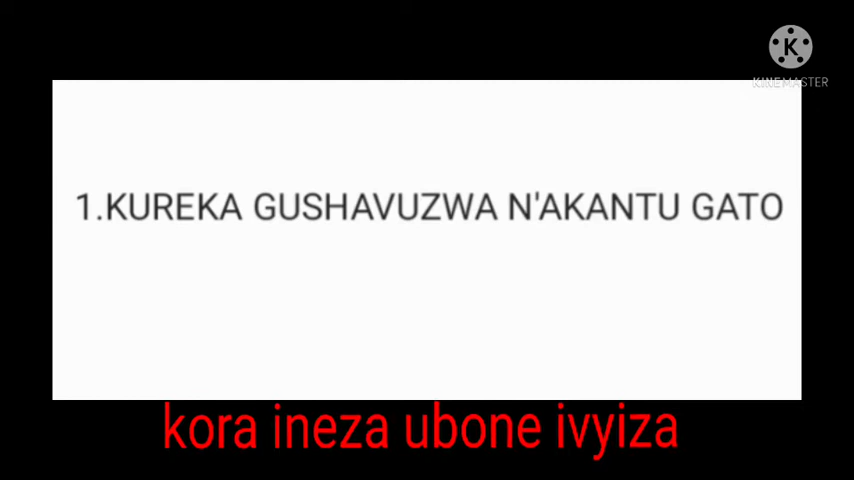 KINEMASTER
1.KUREKA GUSHAVUZWA N'AKANTU GATO
kora ineza ubone ivyiza